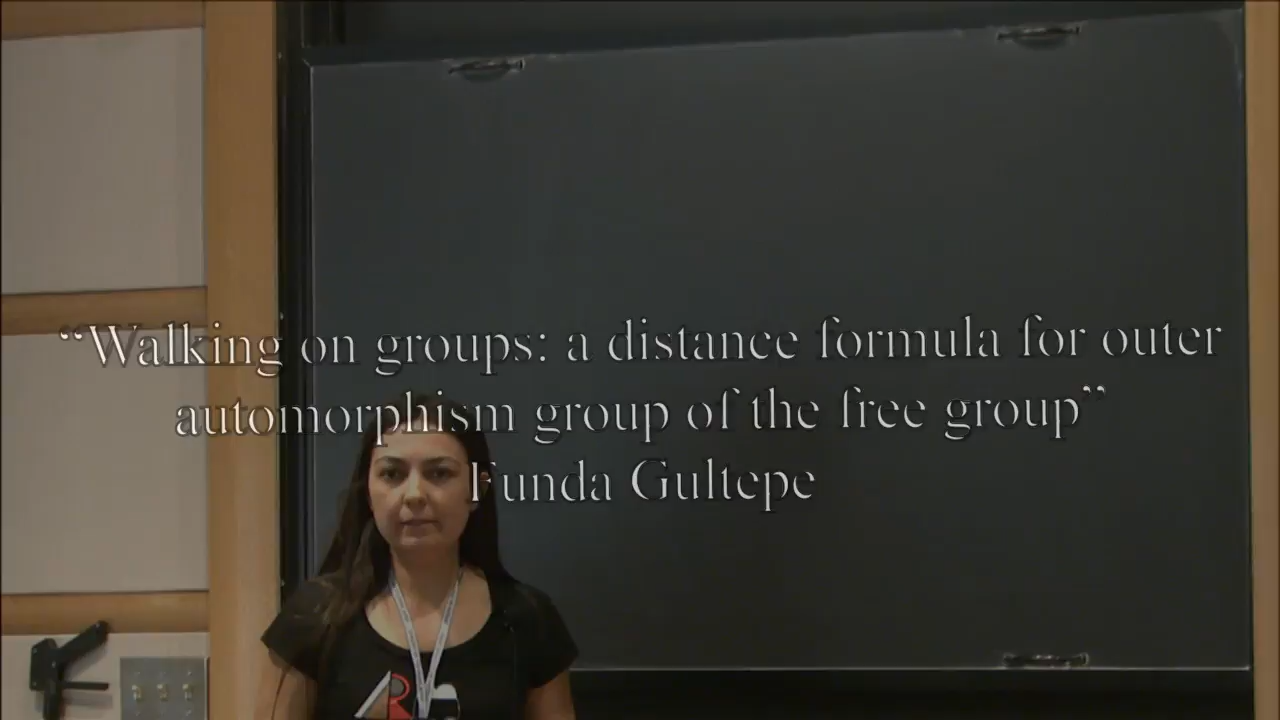 “Walking on groups: a distance formula for outer
automorphism group of the free group”
Funda Gultepe